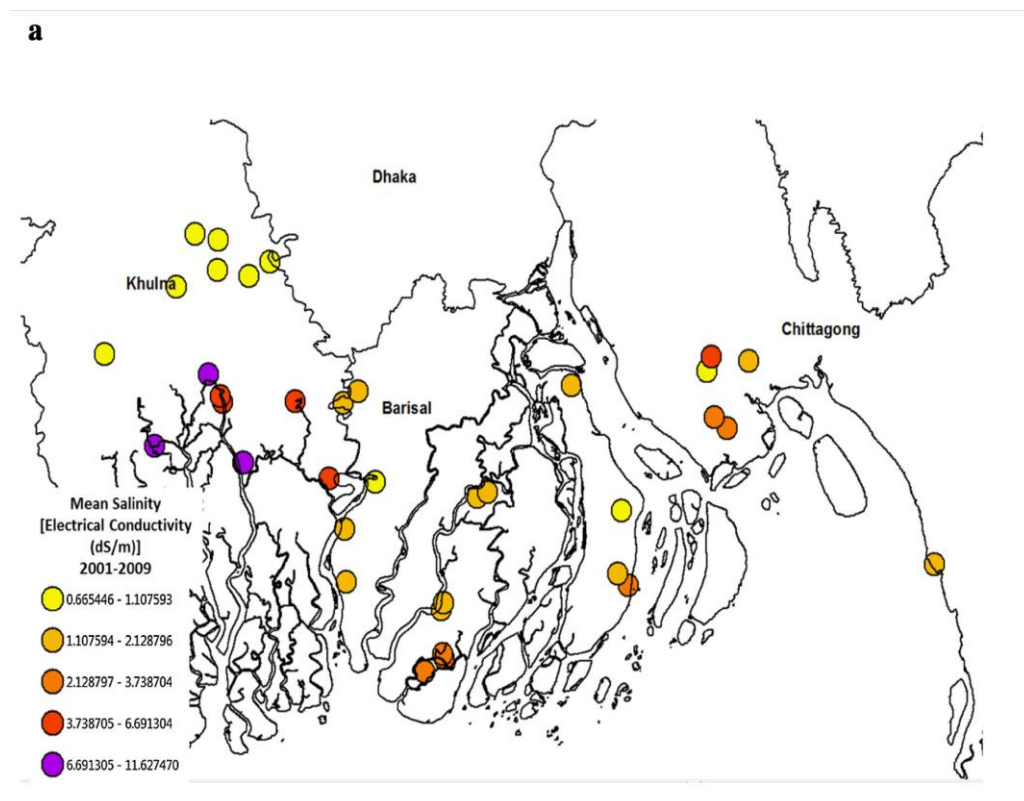 a
Dhaka
Khulna
Chittagong
Barisal
Mean Salinity
[Electrical Conductivity
(dS/m)]
2001-2009
0.665446 - 1.107593
1.107594 - 2.128796
2.128797 - 3.738704
3.738705 - 6.691304
6.691305 - 11.627470